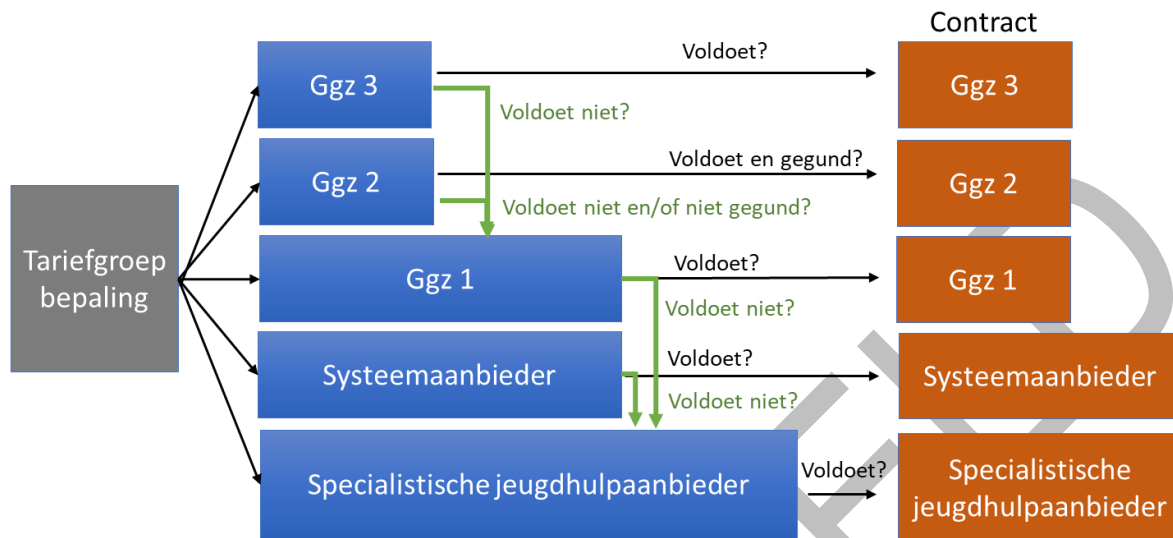 Contract
Ggz 3
Voldoet?
Ggz 3
Voldoet niet?
Ggz 2
Voldoet en gegund?
Ggz 2
Voldoet niet en/of niet gegund?
Tariefgroep
bepaling
Ggz 1
Voldoet?
Ggz 1
Voldoet niet?
Systeemaanbieder
Voldoet?
Systeemaanbieder
Voldoet niet?
Specialistische jeugdhulpaanbieder
Voldoet?
Specialistische
jeugdhulpaanbieder